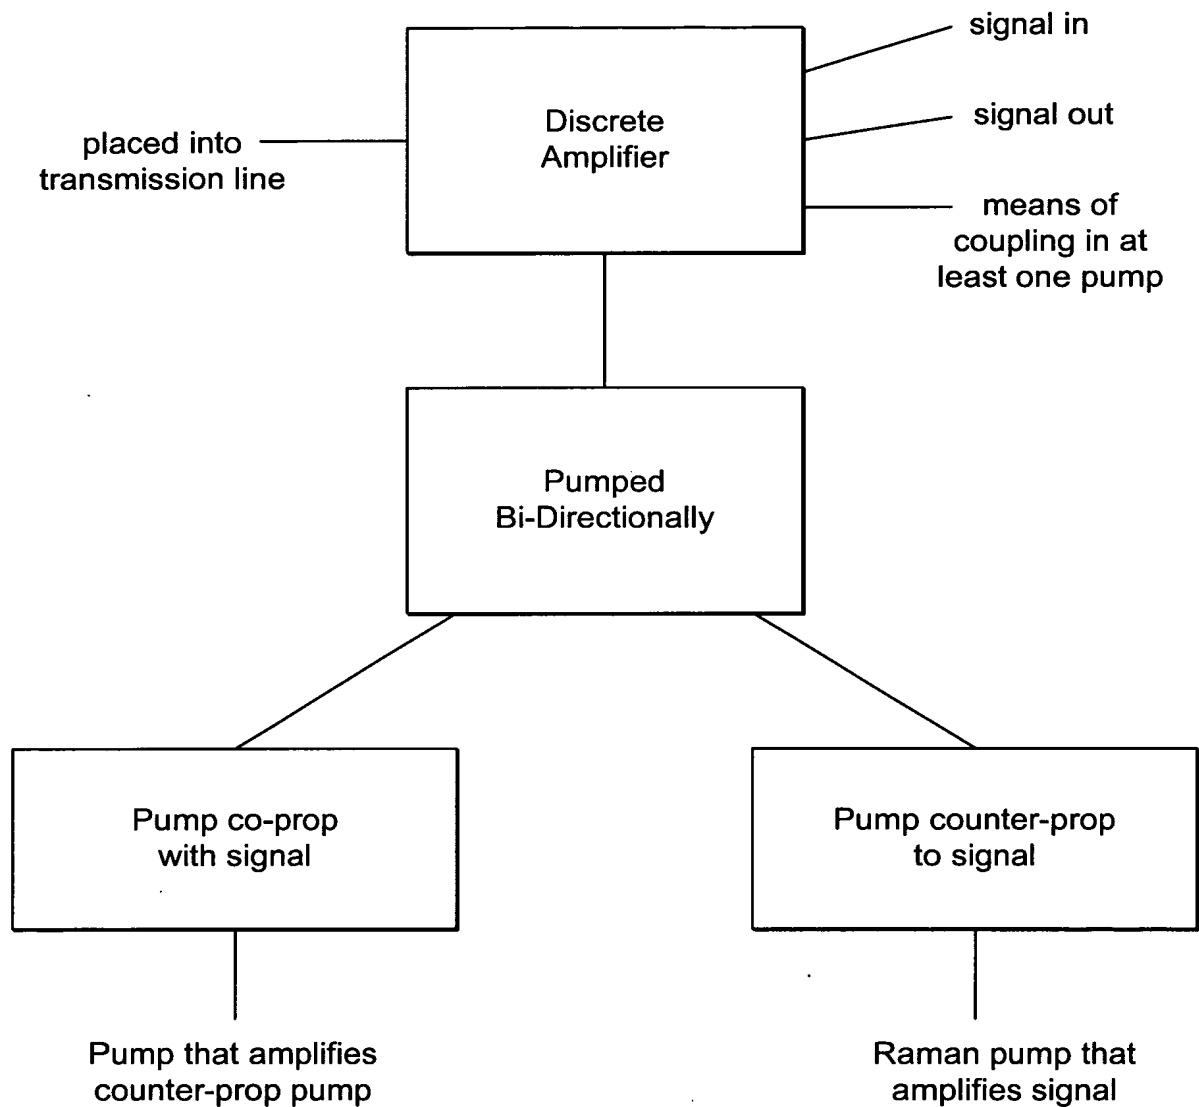 signal in
Discrete
Amplifier
signal out
placed into
transmission line
means of
coupling in at
least one pump
Pumped
Bi-Directionally
Pump co-prop
with signal
Pump counter-prop
to signal
Pump that amplifies
counter-prop pump
Raman pump that
amplifies signal